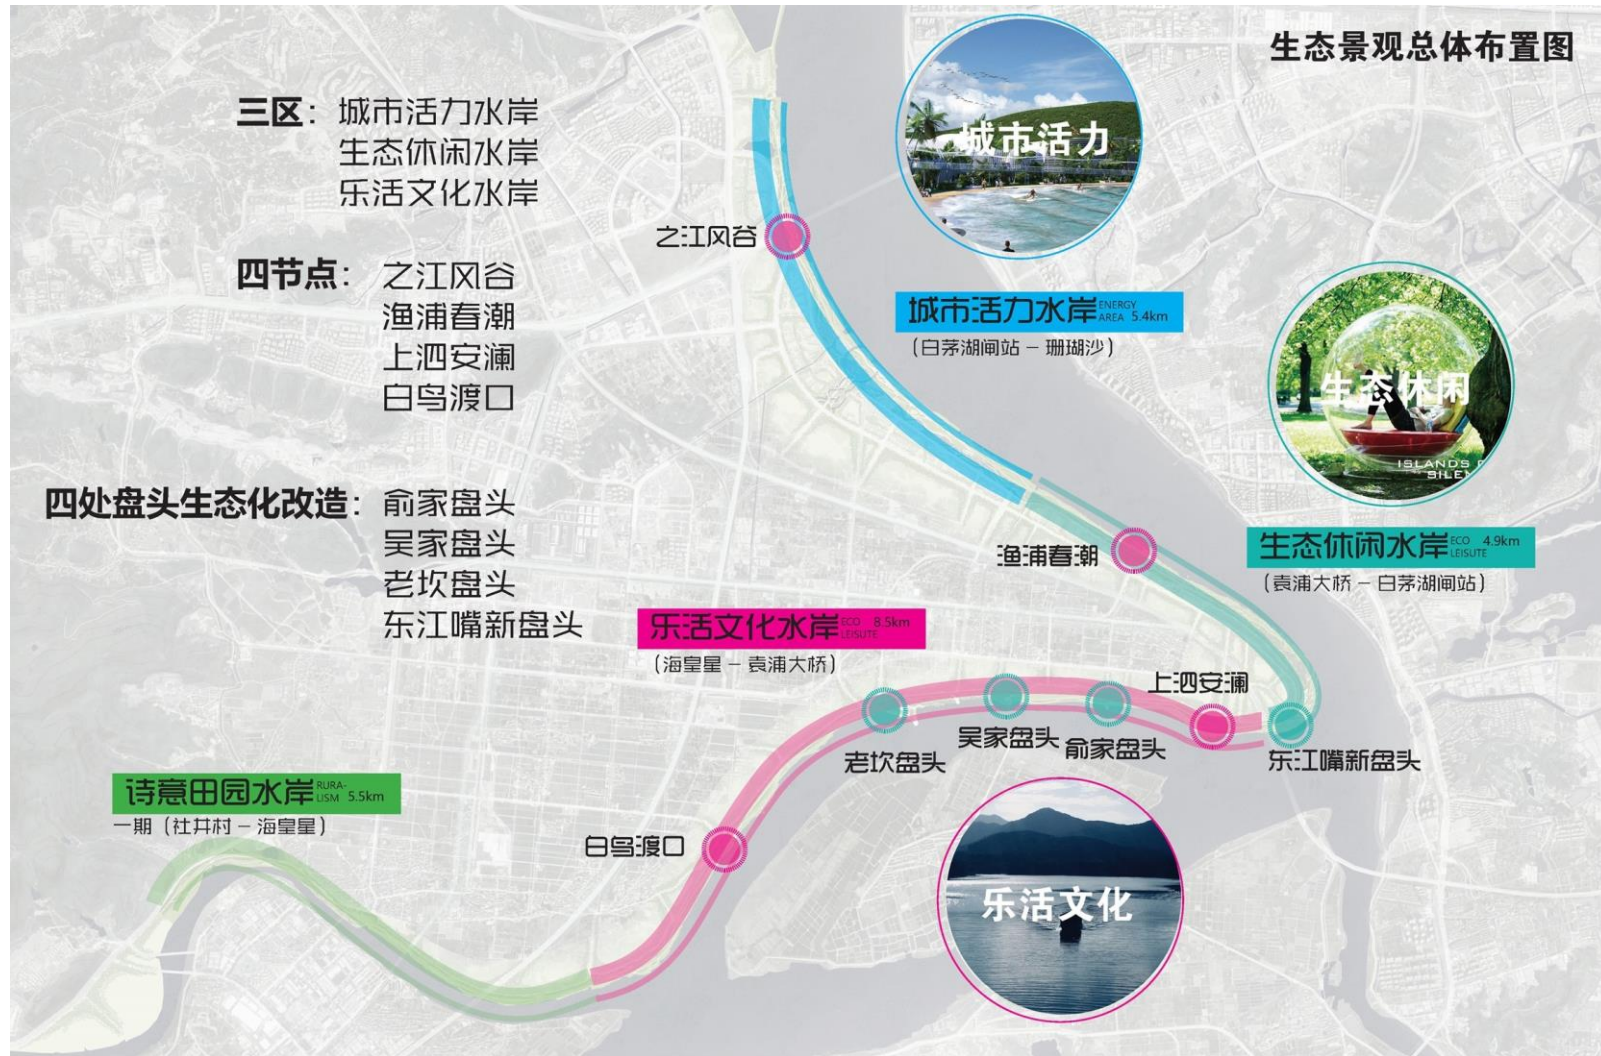 生态景观总体布置图
三区：城市活力水岸
生态休闲水岸
乐活文化水岸
四节点：之江风谷
渔浦春潮
上泗安澜
白鸟渡口
四处盘头生态化改造：俞家盘头
吴家盘头
老坎盘头
东江嘴新盘头
城市活力
之江风谷
城市活力水岸 ENERGY
AREA 5.4km
（白茅湖闸站 – 珊瑚沙）
生态休闲
ISLANDS
SILE
生态休闲水岸 ECO 4.9km
LEISUTE
（袁浦大桥 – 白茅湖闸站）
渔浦春潮
乐活文化水岸 ECO 8.5km
LEISUTE
（海皇星 – 袁浦大桥）
上泗安澜
吴家盘头
俞家盘头
老坎盘头
东江嘴新盘头
诗意田园水岸 RURA-
LISM 5.5km
一期（社井村 – 海皇星）
白鸟渡口
乐活文化